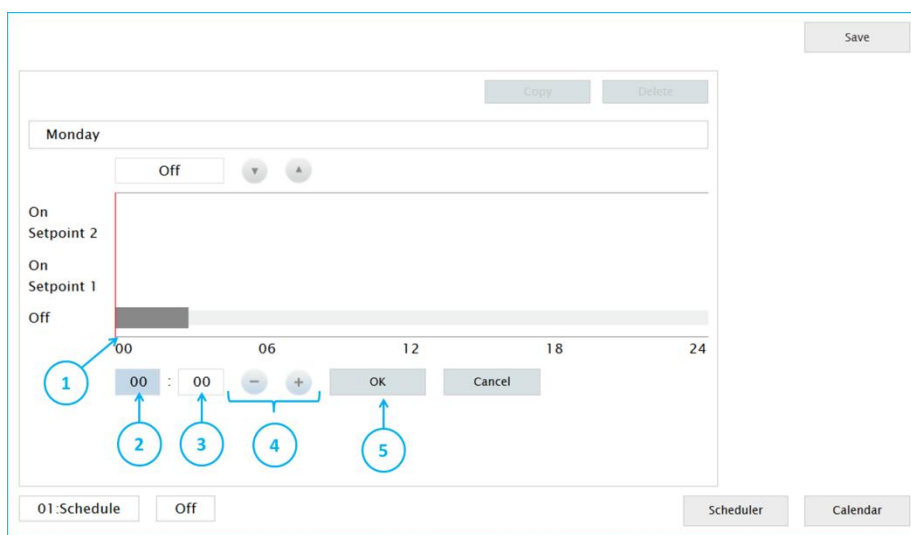 Save
Copy Delete
Monday
Off
On
Setpoint 2
On
Setpoint 1
Off
00 06 12 18 24
1
00 : 00 − + OK Cancel
2 3 4 5
01:Schedule Off Scheduler Calendar